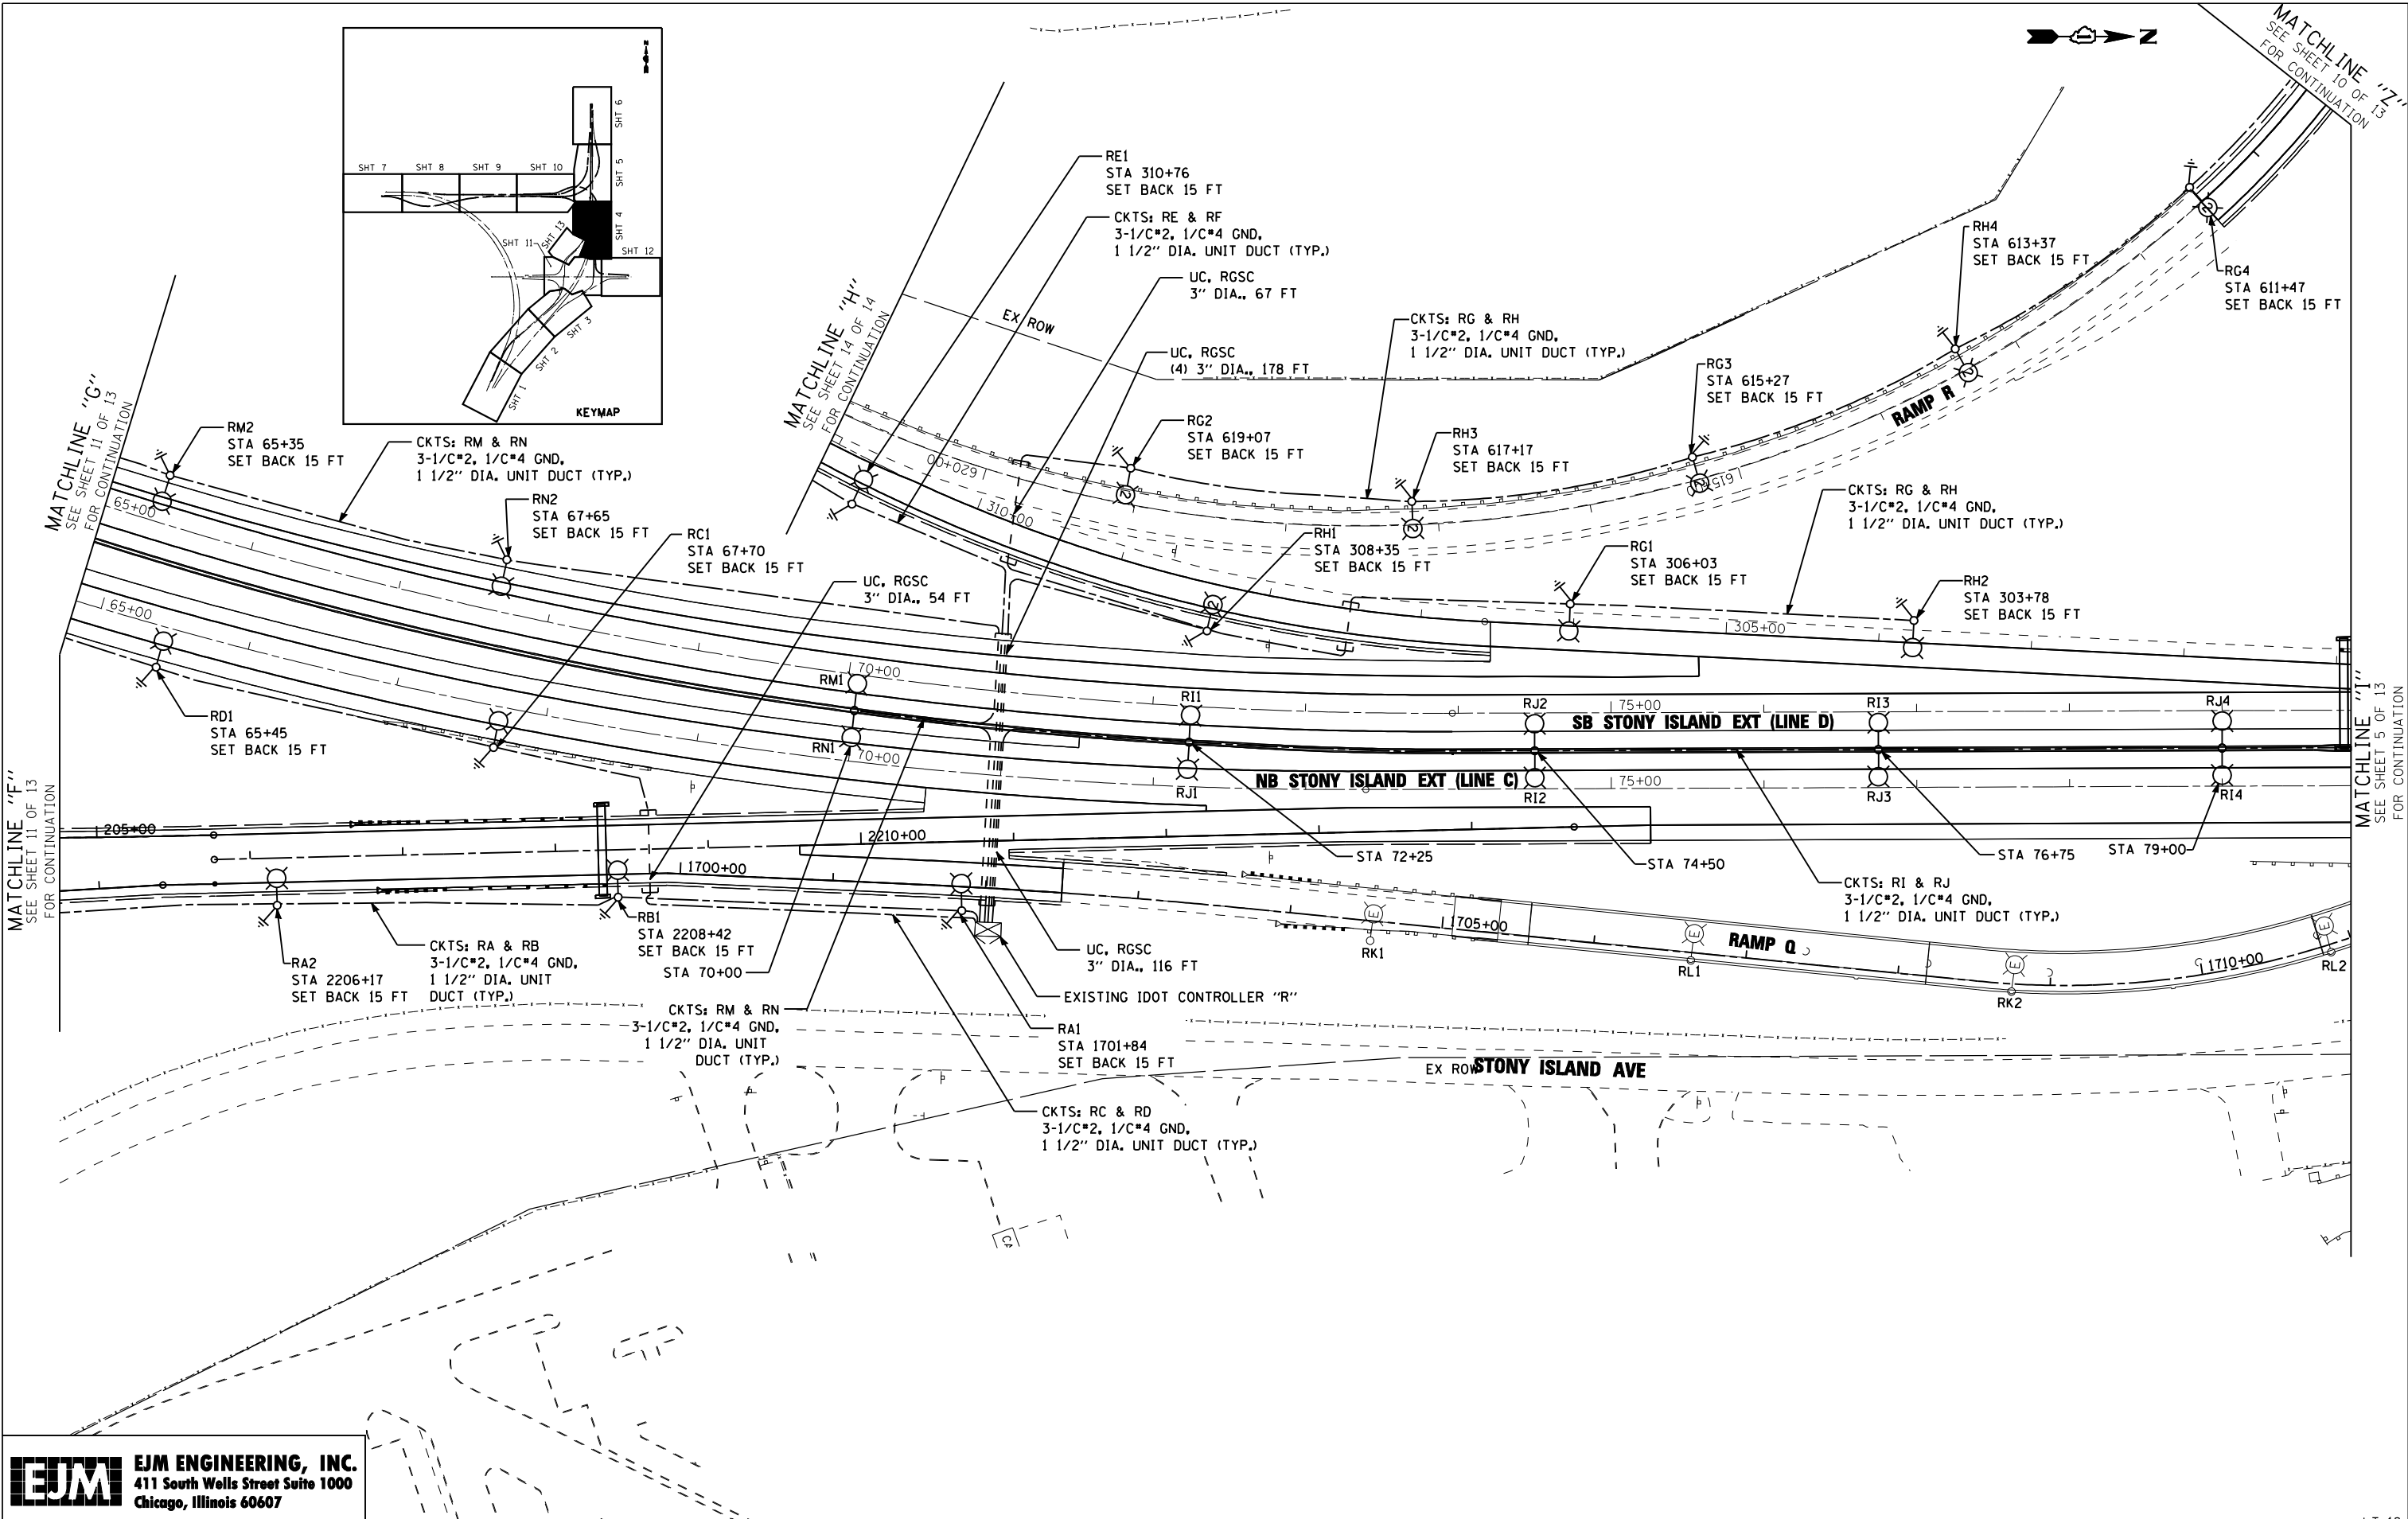 MATCHLINE "Z"
SEE SHEET 10 OF 13
FOR CONTINUATION
N
N
SHT 6
SHT 5
SHT 7
SHT 8
SHT 9
SHT 10
SHT 4
SHT 13
SHT 11
SHT 12
SHT 3
SHT 2
SHT 1
KEYMAP
RE1
STA 310+76
SET BACK 15 FT
CKTS: RE & RF
3-1/C#2, 1/C#4 GND,
1 1/2" DIA. UNIT DUCT (TYP.)
UC, RGSC
3" DIA., 67 FT
UC, RGSC
(4) 3" DIA., 178 FT
EX ROW
CKTS: RG & RH
3-1/C#2, 1/C#4 GND,
1 1/2" DIA. UNIT DUCT (TYP.)
RH4
STA 613+37
SET BACK 15 FT
RG4
STA 611+47
SET BACK 15 FT
RG3
STA 615+27
SET BACK 15 FT
RAMP R
MATCHLINE "H"
SEE SHEET 14 OF 14
FOR CONTINUATION
MATCHLINE "G"
SEE SHEET 11 OF 13
FOR CONTINUATION
RM2
STA 65+35
SET BACK 15 FT
CKTS: RM & RN
3-1/C#2, 1/C#4 GND,
1 1/2" DIA. UNIT DUCT (TYP.)
RG2
STA 619+07
SET BACK 15 FT
RH3
STA 617+17
SET BACK 15 FT
620+00
310+00
2
2
2
2
2
2
CKTS: RG & RH
3-1/C#2, 1/C#4 GND,
1 1/2" DIA. UNIT DUCT (TYP.)
RN2
STA 67+65
SET BACK 15 FT
RC1
STA 67+70
SET BACK 15 FT
RH1
STA 308+35
SET BACK 15 FT
RG1
STA 306+03
SET BACK 15 FT
RH2
STA 303+78
SET BACK 15 FT
UC, RGSC
3" DIA., 54 FT
65+00
65+00
305+00
RD1
STA 65+45
SET BACK 15 FT
RM1
70+00
RN1
70+00
RI1
RJ1
RJ2
75+00
SB STONY ISLAND EXT (LINE D)
RI3
RJ4
NB STONY ISLAND EXT (LINE C)
RI2
75+00
RJ3
RI4
MATCHLINE "I"
SEE SHEET 5 OF 13
FOR CONTINUATION
MATCHLINE "F"
SEE SHEET 11 OF 13
FOR CONTINUATION
205+00
2210+00
1700+00
STA 72+25
STA 74+50
STA 76+75
STA 79+00
CKTS: RI & RJ
3-1/C#2, 1/C#4 GND,
1 1/2" DIA. UNIT DUCT (TYP.)
RA2
STA 2206+17
SET BACK 15 FT
CKTS: RA & RB
3-1/C#2, 1/C#4 GND,
1 1/2" DIA. UNIT
DUCT (TYP.)
RB1
STA 2208+42
SET BACK 15 FT
STA 70+00
UC, RGSC
3" DIA., 116 FT
EXISTING IDOT CONTROLLER "R"
E
RK1
1705+00
E
RL1
RAMP Q
E
RK2
1710+00
E
RL2
CKTS: RM & RN
3-1/C#2, 1/C#4 GND,
1 1/2" DIA. UNIT
DUCT (TYP.)
RA1
STA 1701+84
SET BACK 15 FT
EX ROW
STONY ISLAND AVE
CKTS: RC & RD
3-1/C#2, 1/C#4 GND,
1 1/2" DIA. UNIT DUCT (TYP.)
EJM
EJM ENGINEERING, INC.
411 South Wells Street Suite 1000
Chicago, Illinois 60607